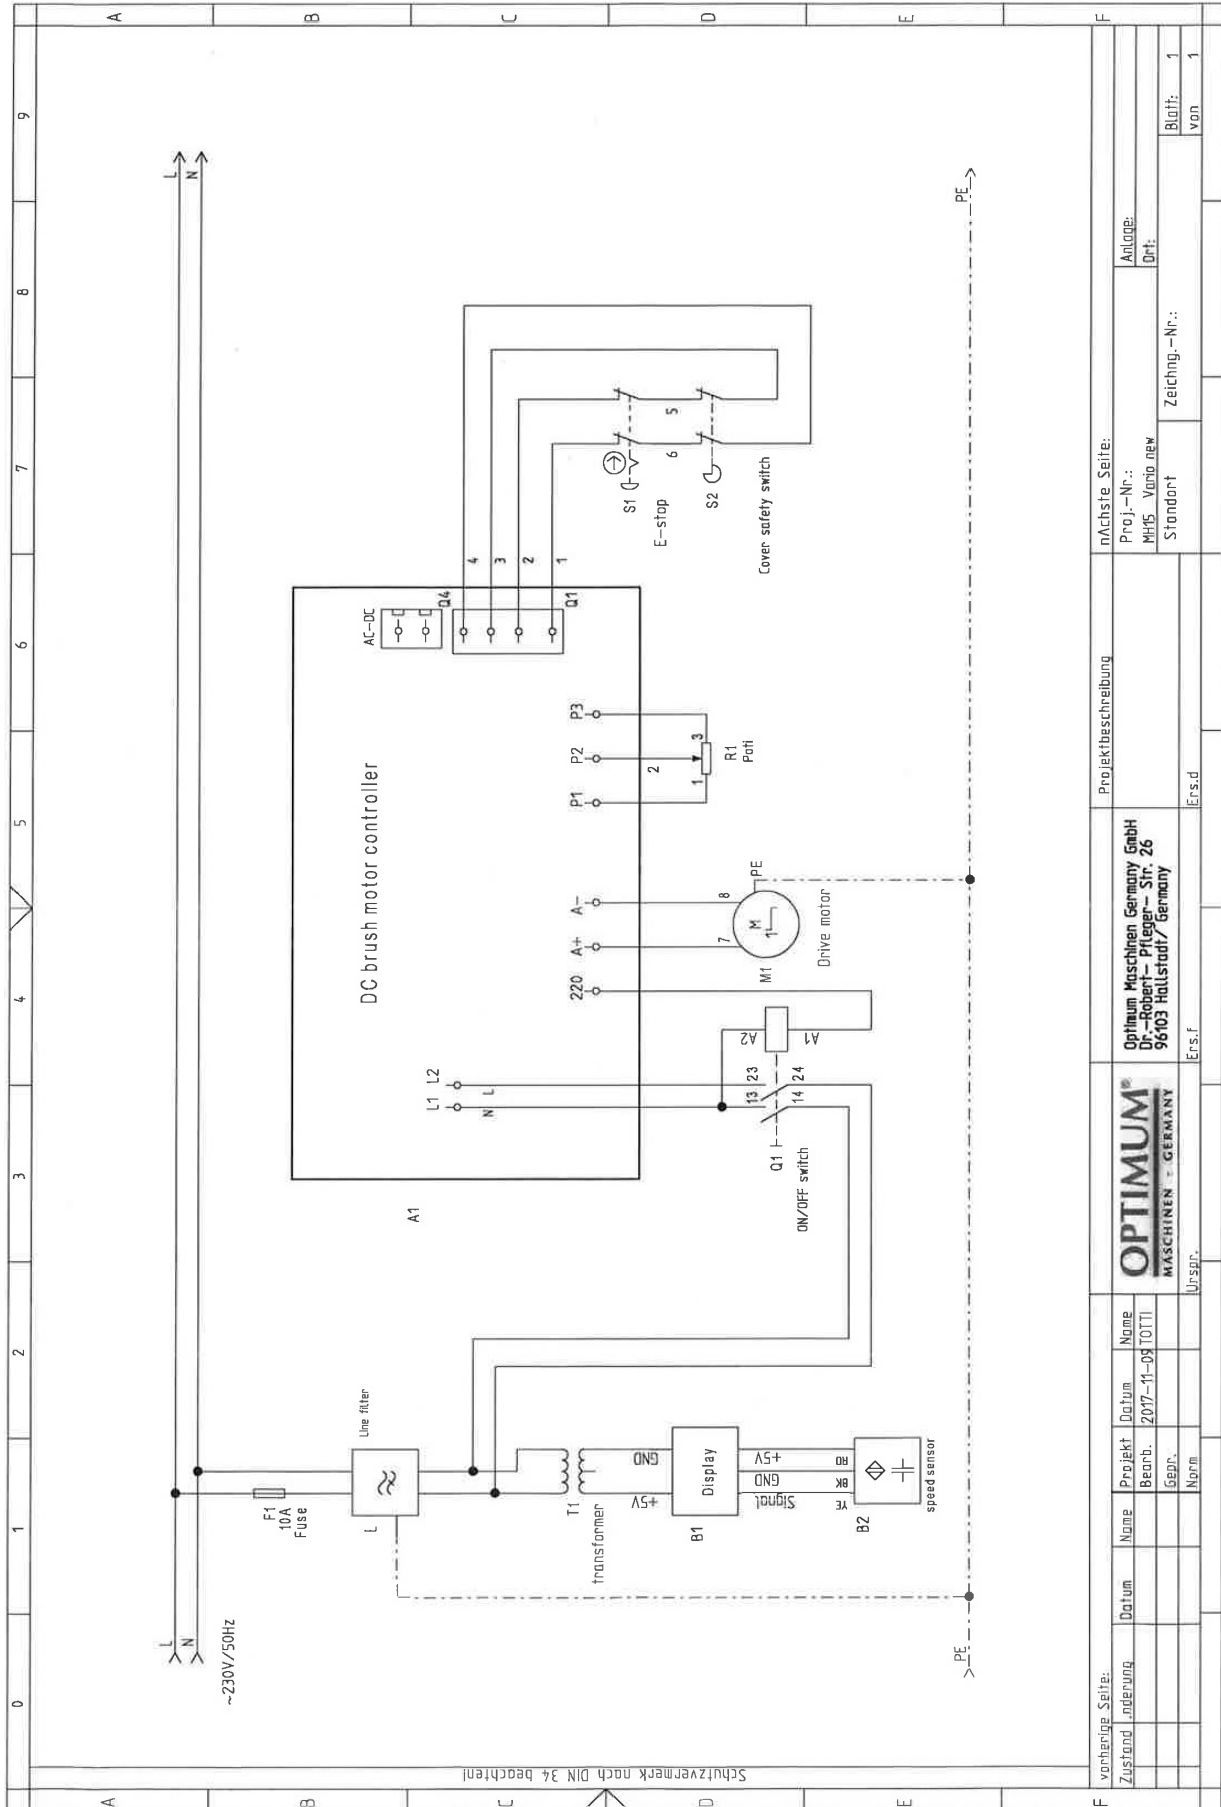 0 1 2 3 4 5 6 7 8 9
A
B
C
D
E
F
A
B
C
D
E
F
Schutzvermerk nach DIN 34 beachten!
L
N
~230V/50Hz
L
N
F1
10A
Fuse
Line filter
L
T1
transformer
+5V
GND
Display
B1
Signal
GND
+5V
YE
BK
RD
B2
speed sensor
A1
DC brush motor controller
L1
L2
N
L
Q1
13
23
14
24
ON/OFF switch
A2
A1
220
A+
A-
7
8
M
1
M1
PE
Drive motor
P1
P2
P3
2
1
3
R1
Poti
AC-DC
Q4
Q1
4
3
2
1
S1
E-stop
6
5
S2
Cover safety switch
PE
PE
vorherige Seite:
Zustand
.nderung
Datum
Name
Projekt
Datum
Name
Bearb.
2017-11-09
TOTTI
Gepr.
Norm
OPTIMUM®
MASCHINEN - GERMANY
Urspr.
Optimum Maschinen Germany GmbH
Dr.-Robert- Pfleger- Str. 26
96103 Hallstadt/ Germany
Ers.f
Ers.d
Projektbeschreibung
nAchste Seite:
Proj.-Nr.:
MH15 Vario new
Standort
Zeichng.-Nr.:
Anlage:
Ort:
Blatt: 1
von 1